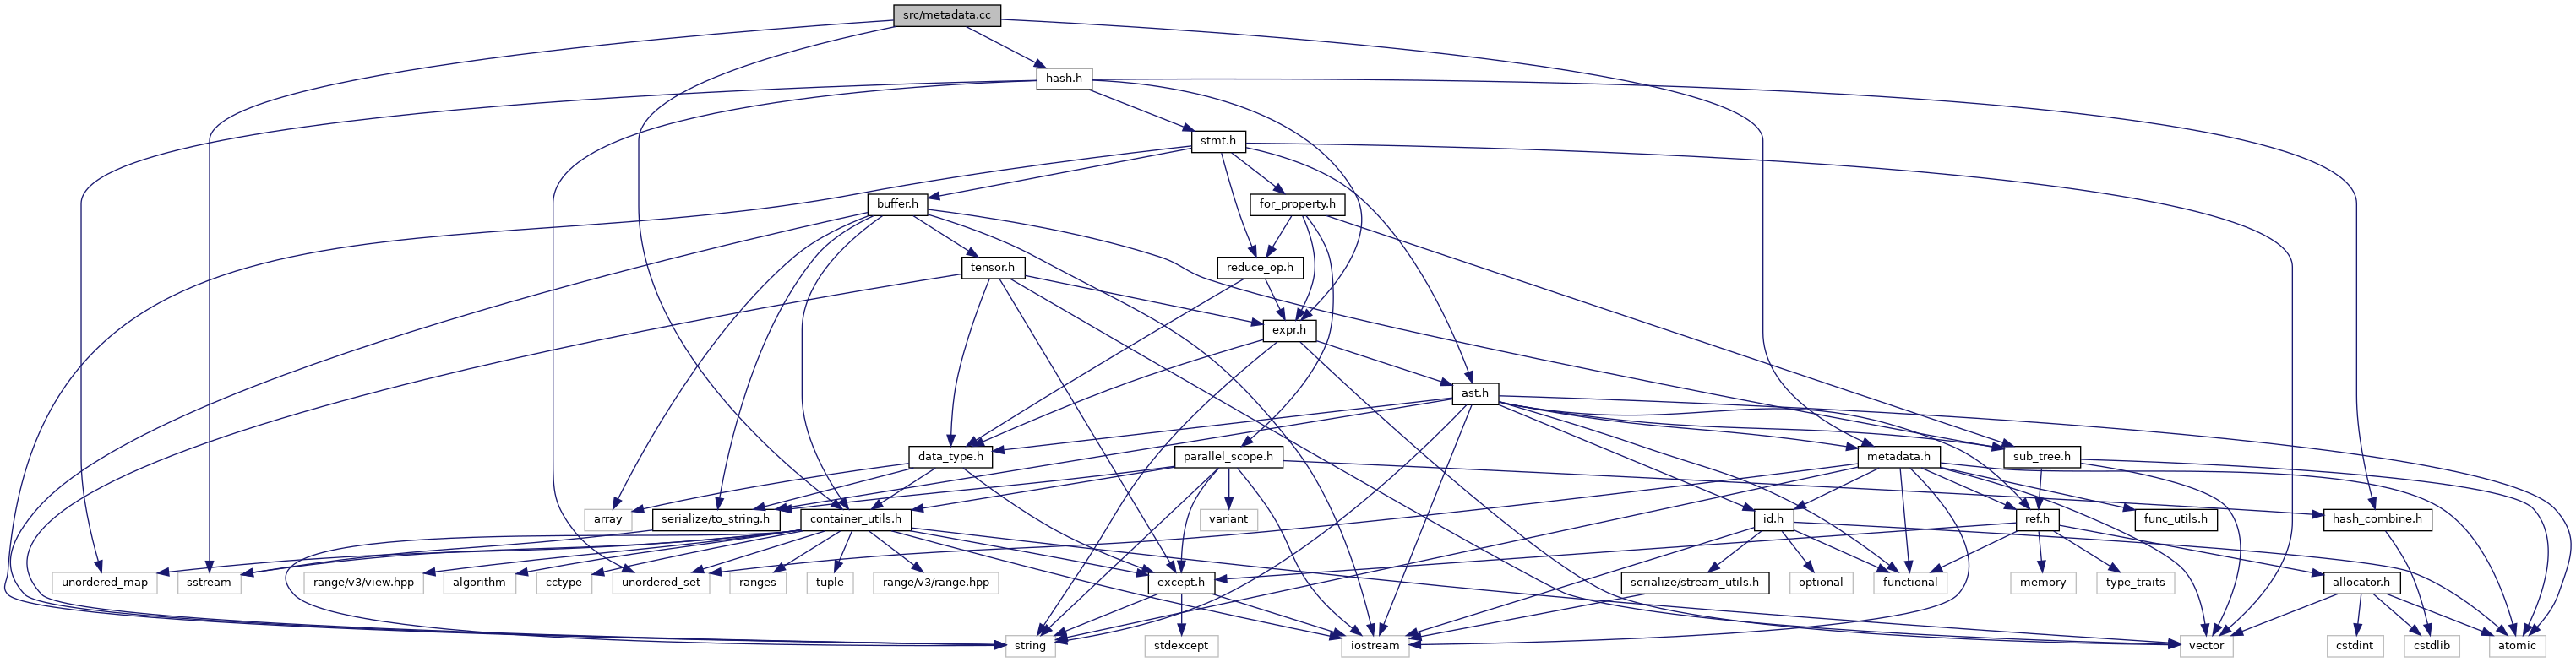 src/metadata.cc
hash.h
stmt.h
buffer.h
for_property.h
tensor.h
reduce_op.h
expr.h
ast.h
data_type.h
parallel_scope.h
metadata.h
sub_tree.h
array
serialize/to_string.h
container_utils.h
variant
id.h
ref.h
func_utils.h
hash_combine.h
unordered_map
sstream
range/v3/view.hpp
algorithm
cctype
unordered_set
ranges
tuple
range/v3/range.hpp
except.h
serialize/stream_utils.h
optional
functional
memory
type_traits
allocator.h
string
stdexcept
iostream
vector
cstdint
cstdlib
atomic